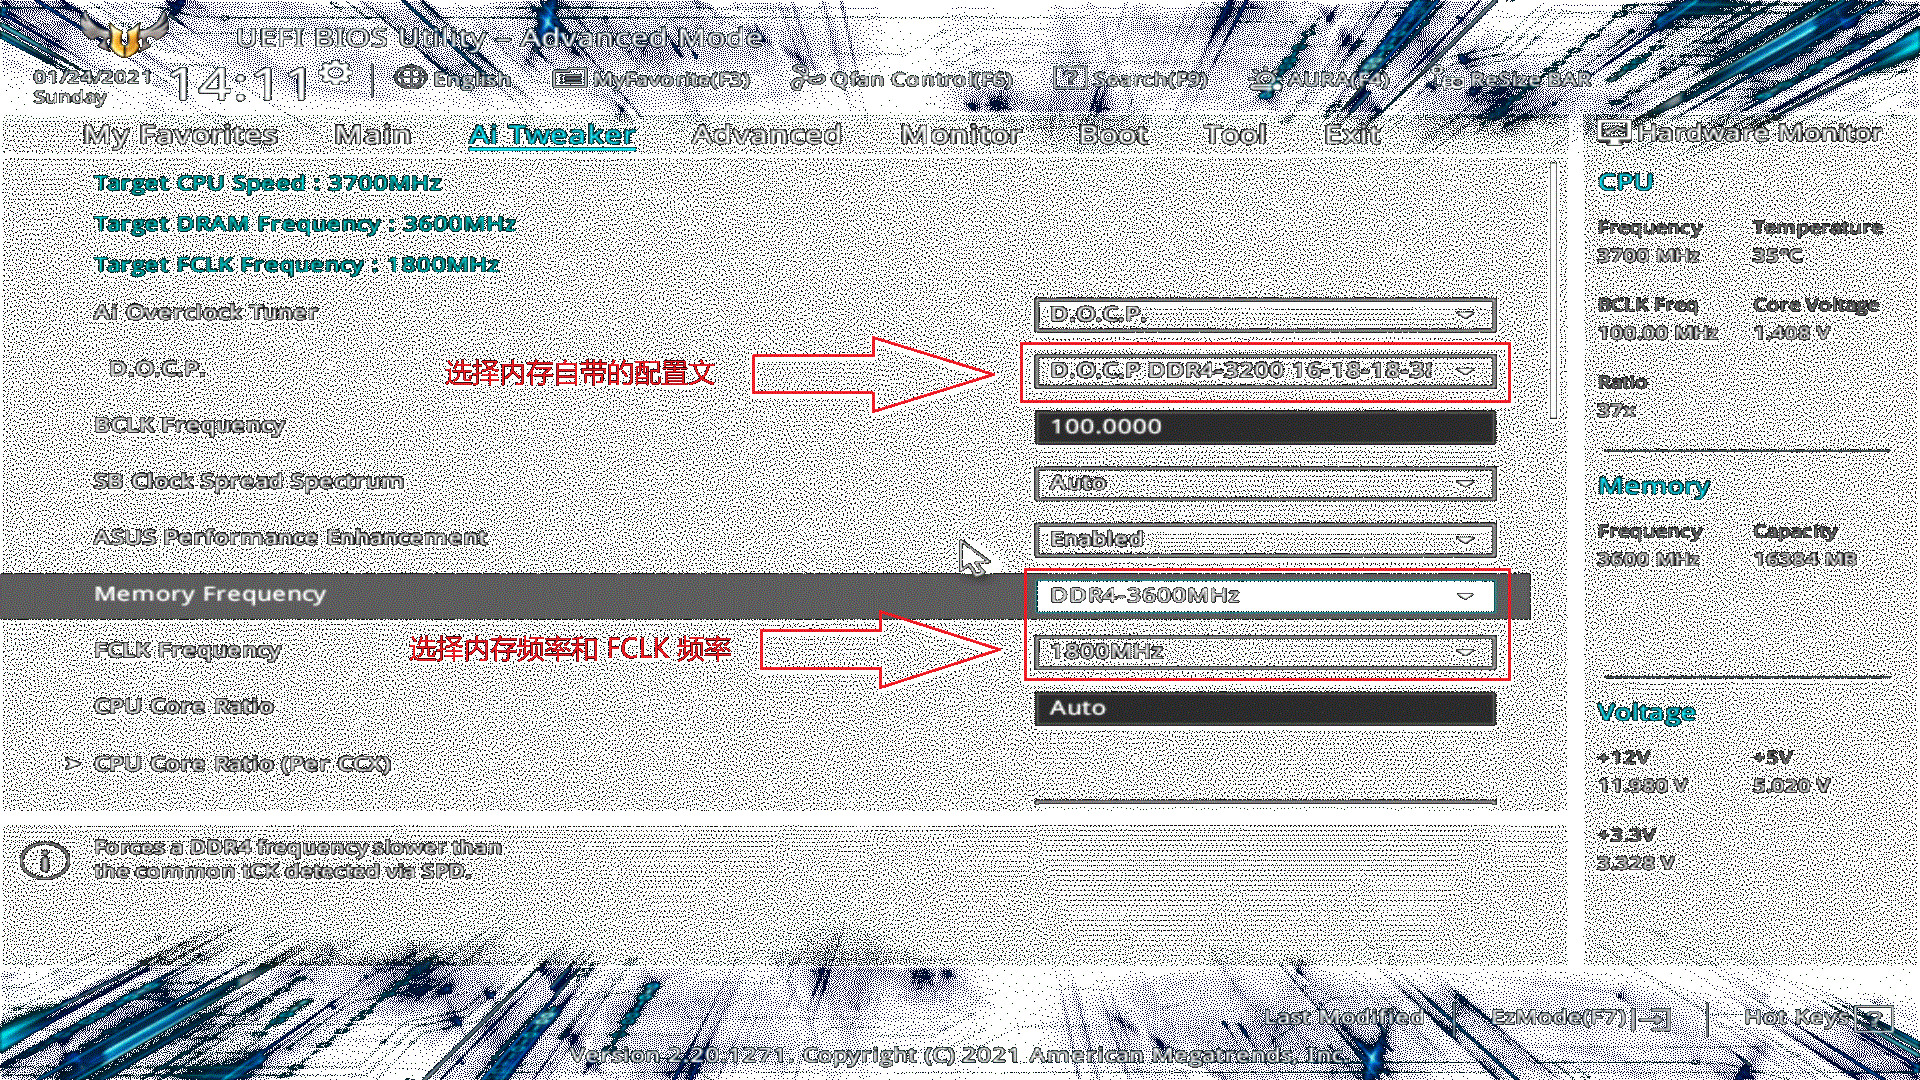 UEFI BIOS Utility – Advanced Mode
01/24/2021
Sunday
14:11
English
MyFavorite(F3)
Qfan Control(F6)
Search(F9)
AURA(F4)
ReSize BAR
My Favorites
Main
Ai Tweaker
Advanced
Monitor
Boot
Tool
Exit
Target CPU Speed : 3700MHz
Target DRAM Frequency : 3600MHz
Target FCLK Frequency : 1800MHz
Ai Overclock Tuner
D.O.C.P.
D.O.C.P.
选择内存自带的配置文
D.O.C.P DDR4-3200 16-18-18-3
BCLK Frequency
100.0000
SB Clock Spread Spectrum
Auto
ASUS Performance Enhancement
Enabled
Memory Frequency
DDR4-3600MHz
FCLK Frequency
选择内存频率和 FCLK 频率
1800MHz
CPU Core Ratio
Auto
> CPU Core Ratio (Per CCX)
Forces a DDR4 frequency slower than
the common tCK detected via SPD.
Hardware Monitor
CPU
Frequency
Temperature
3700 MHz
35°C
BCLK Freq
Core Voltage
100.00 MHz
1.408 V
Ratio
37x
Memory
Frequency
Capacity
3600 MHz
16384 MB
Voltage
+12V
+5V
11.980 V
5.020 V
+3.3V
3.328 V
Last Modified
EzMode(F7)
Hot Keys ?
Version 2.20.1271. Copyright (C) 2021 American Megatrends, Inc.